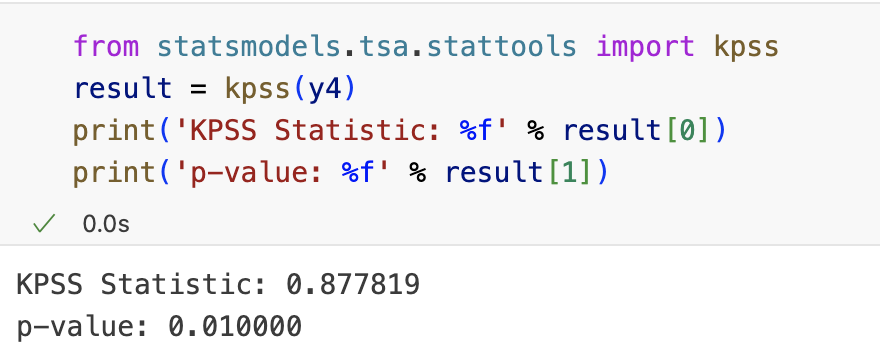 from statsmodels.tsa.stattools import kpss
result = kpss(y4)
print('KPSS Statistic: %f' % result[0])
print('p-value: %f' % result[1])
0.0s
KPSS Statistic: 0.877819
p-value: 0.010000